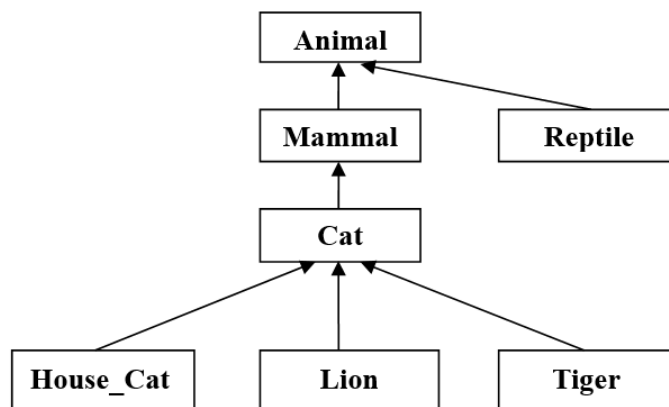 Animal
Mammal
Reptile
Cat
House_Cat
Lion
Tiger